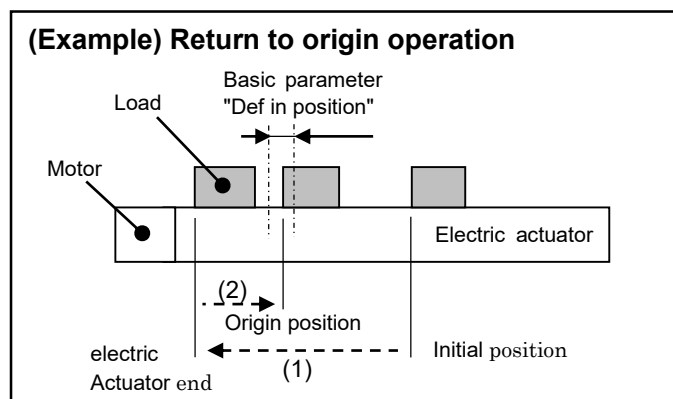 (Example) Return to origin operation
Basic parameter
"Def in position"
Load
Motor
Electric actuator
(2)
Origin position
electric
Actuator end
(1)
Initial position